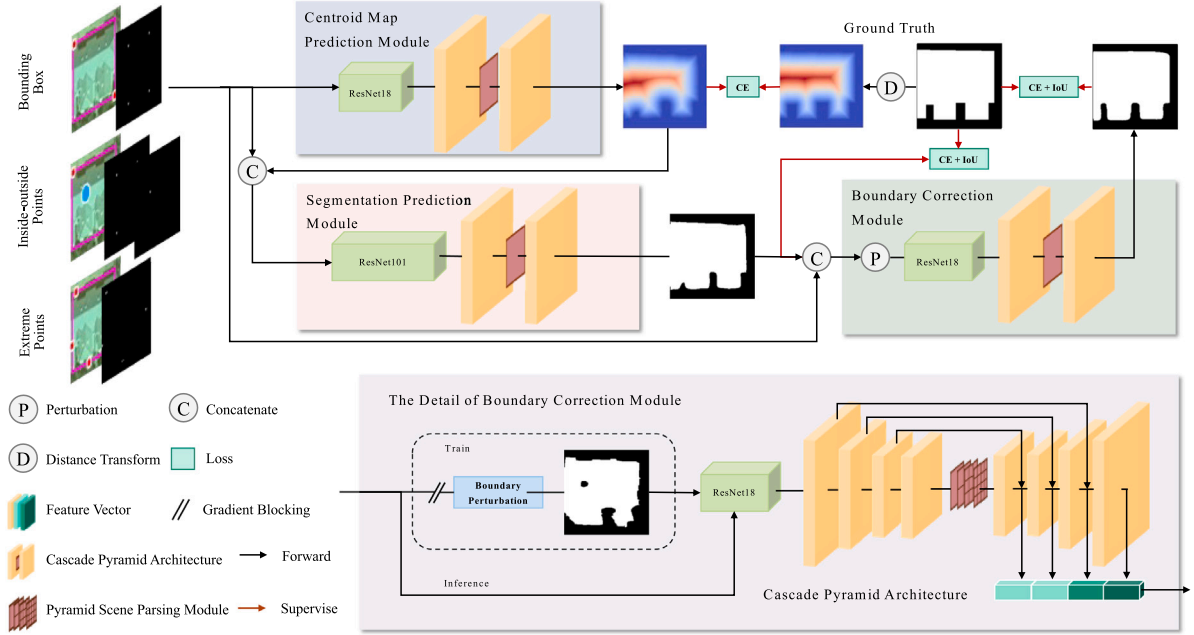 Centroid Map
Prediction Module
Ground Truth
Bounding
Box
ResNet18
CE
D
CE + IoU
CE + IoU
Inside-outside
Points
C
Segmentation Prediction
Module
Boundary Correction
Module
ResNet101
C
P
ResNet18
Extreme
Points
P
Perturbation
C
Concatenate
D
Distance Transform
Loss
Feature Vector
Gradient Blocking
Cascade Pyramid Architecture
Forward
Pyramid Scene Parsing Module
Supervise
The Detail of Boundary Correction Module
Train
Boundary
Perturbation
ResNet18
Inference
Cascade Pyramid Architecture